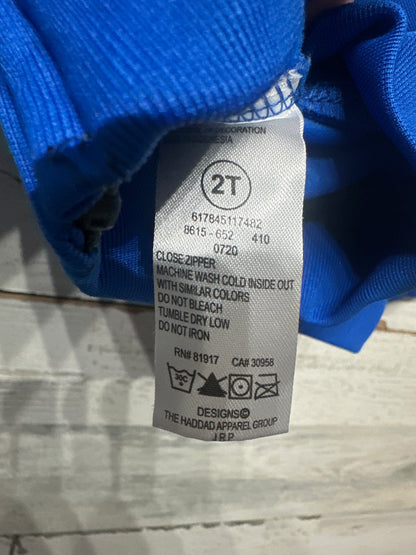 DECORATION
2T
617845117482
8615 - 652 410
0720
CLOSE ZIPPER
MACHINE WASH COLD INSIDE OUT
WITH SIMILAR COLORS
DO NOT BLEACH
TUMBLE DRY LOW
DO NOT IRON
RN# 81917 CA# 30958
DESIGNS©
THE HADDAD APPAREL GROUP
J.R.P.